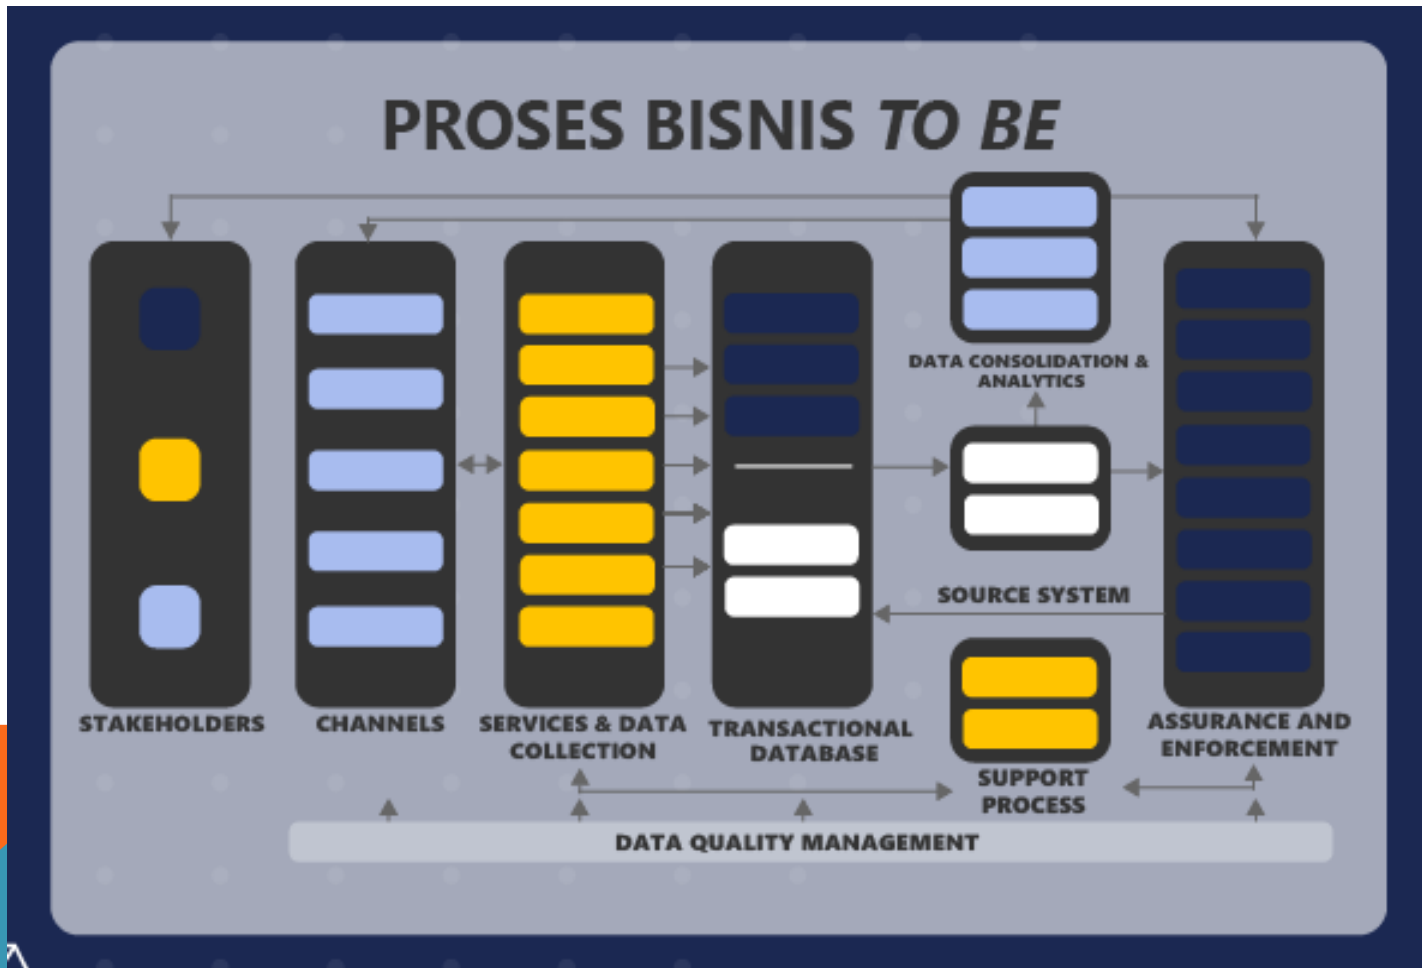 PROSES BISNIS TO BE
DATA CONSOLIDATION &
ANALYTICS
SOURCE SYSTEM
STAKEHOLDERS
CHANNELS
SERVICES & DATA
COLLECTION
TRANSACTIONAL
DATABASE
SUPPORT
PROCESS
ASSURANCE AND
ENFORCEMENT
DATA QUALITY MANAGEMENT